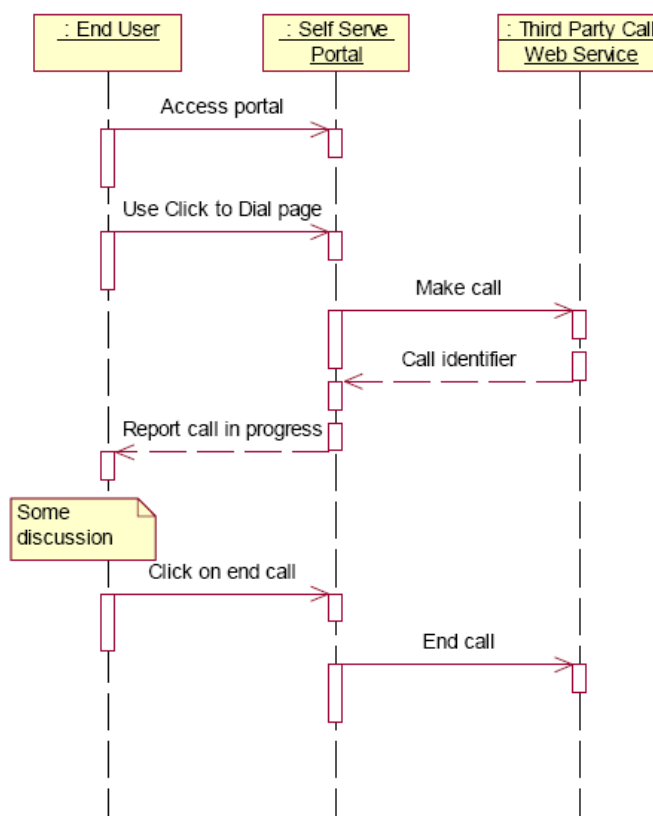 : End User
: Self Serve
Portal
: Third Party Call
Web Service
Access portal
Use Click to Dial page
Make call
Call identifier
Report call in progress
Some
discussion
Click on end call
End call